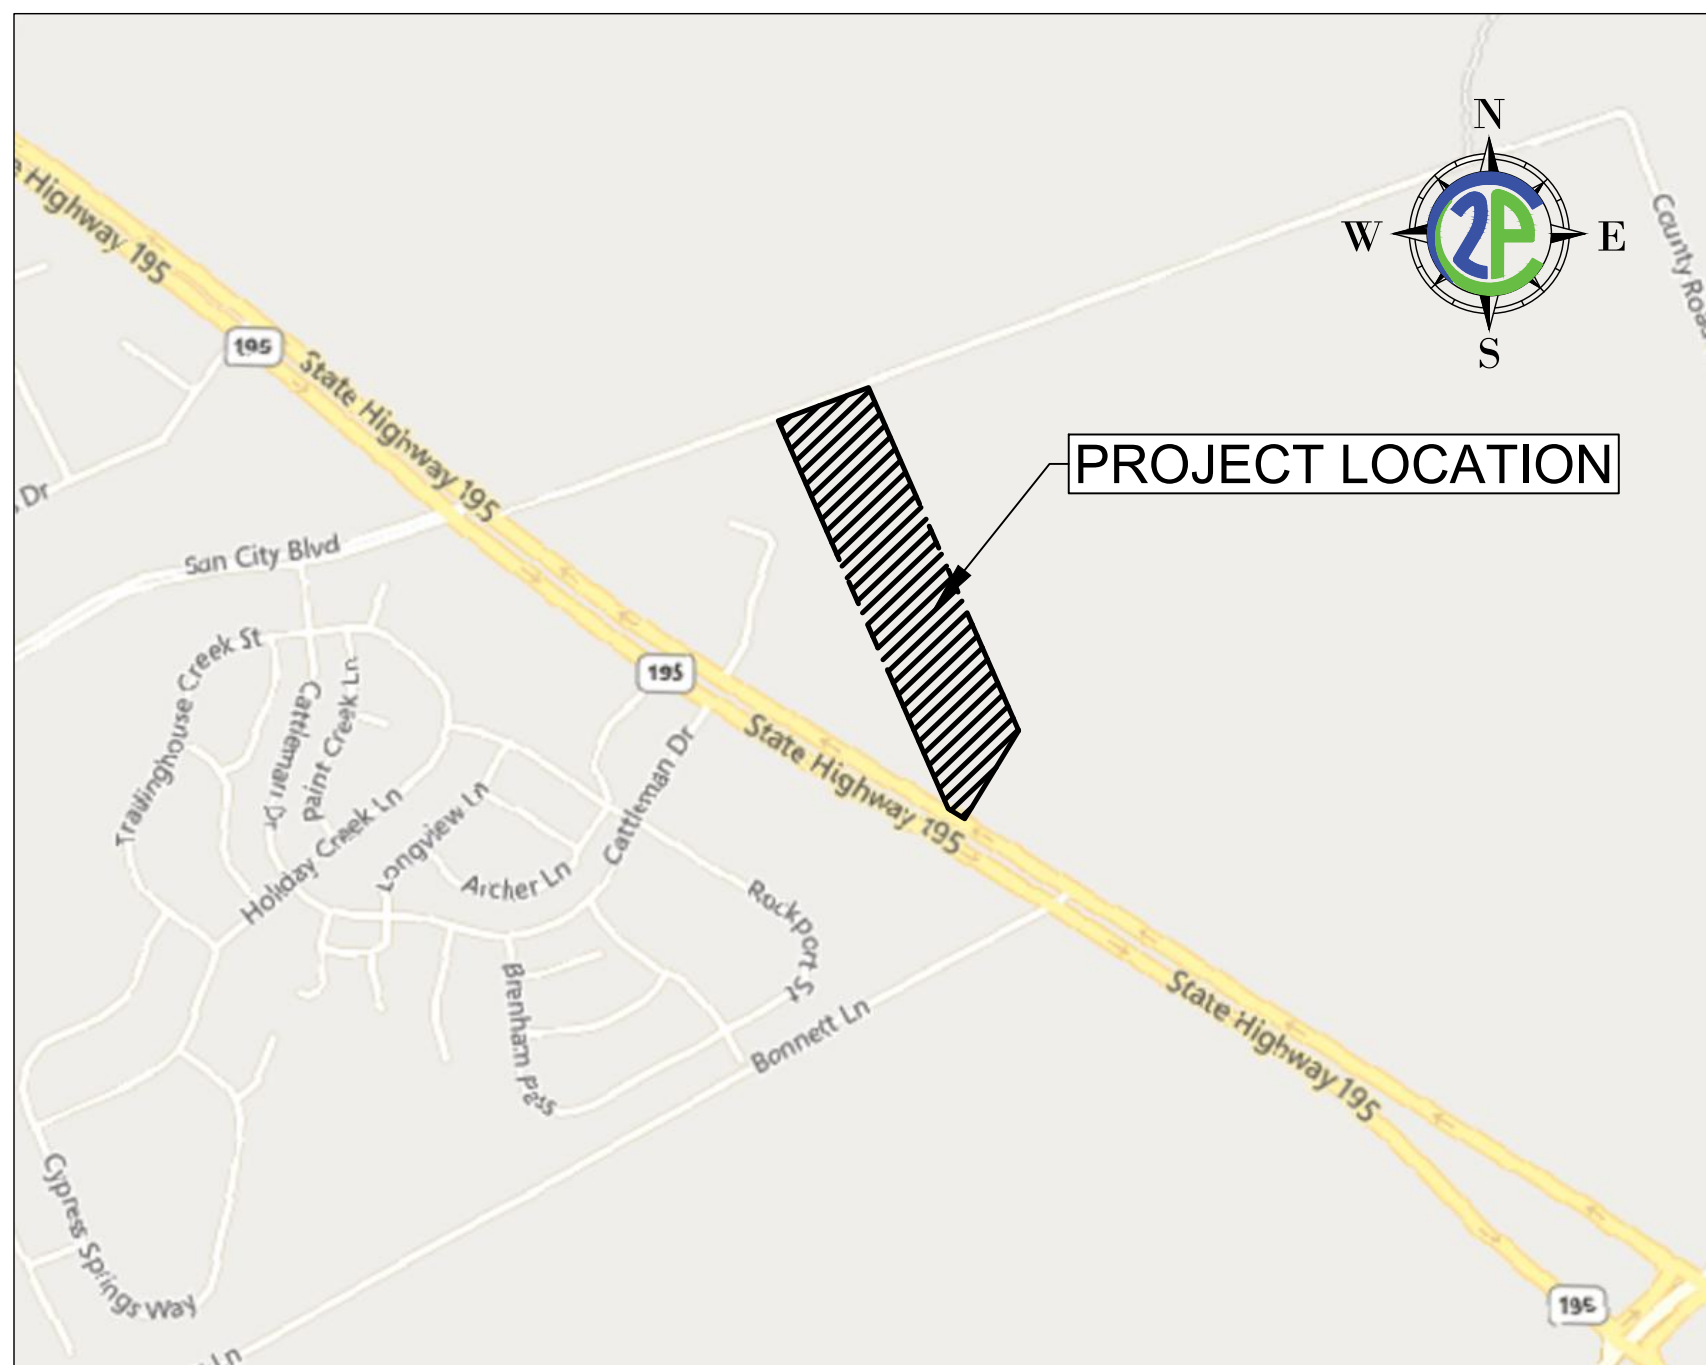 N
W
E
S
2P
County Road
e Highway 195
195
State Highway 195
PROJECT LOCATION
Dr
Sun City Blvd
Trailinghouse Creek St
Cattleman Dr
Paint Creek Ln
195
State Highway 195
Cattleman Dr
Holiday Creek Ln
Longview Ln
Archer Ln
Rockport St
Brenham Pass
Bonnett Ln
State Highway 195
Cypress Springs Way
195
Ln